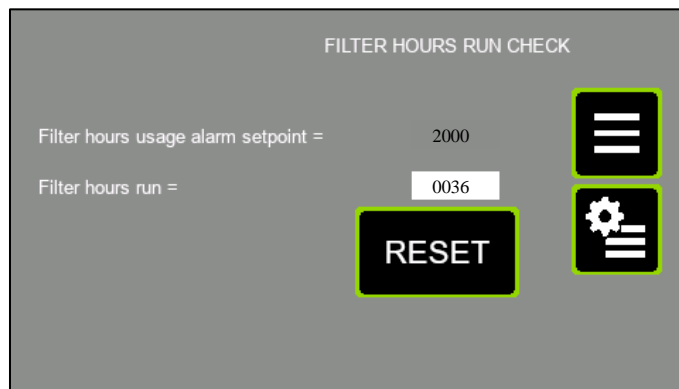 FILTER HOURS RUN CHECK
Filter hours usage alarm setpoint = 2000
Filter hours run = 0036
RESET